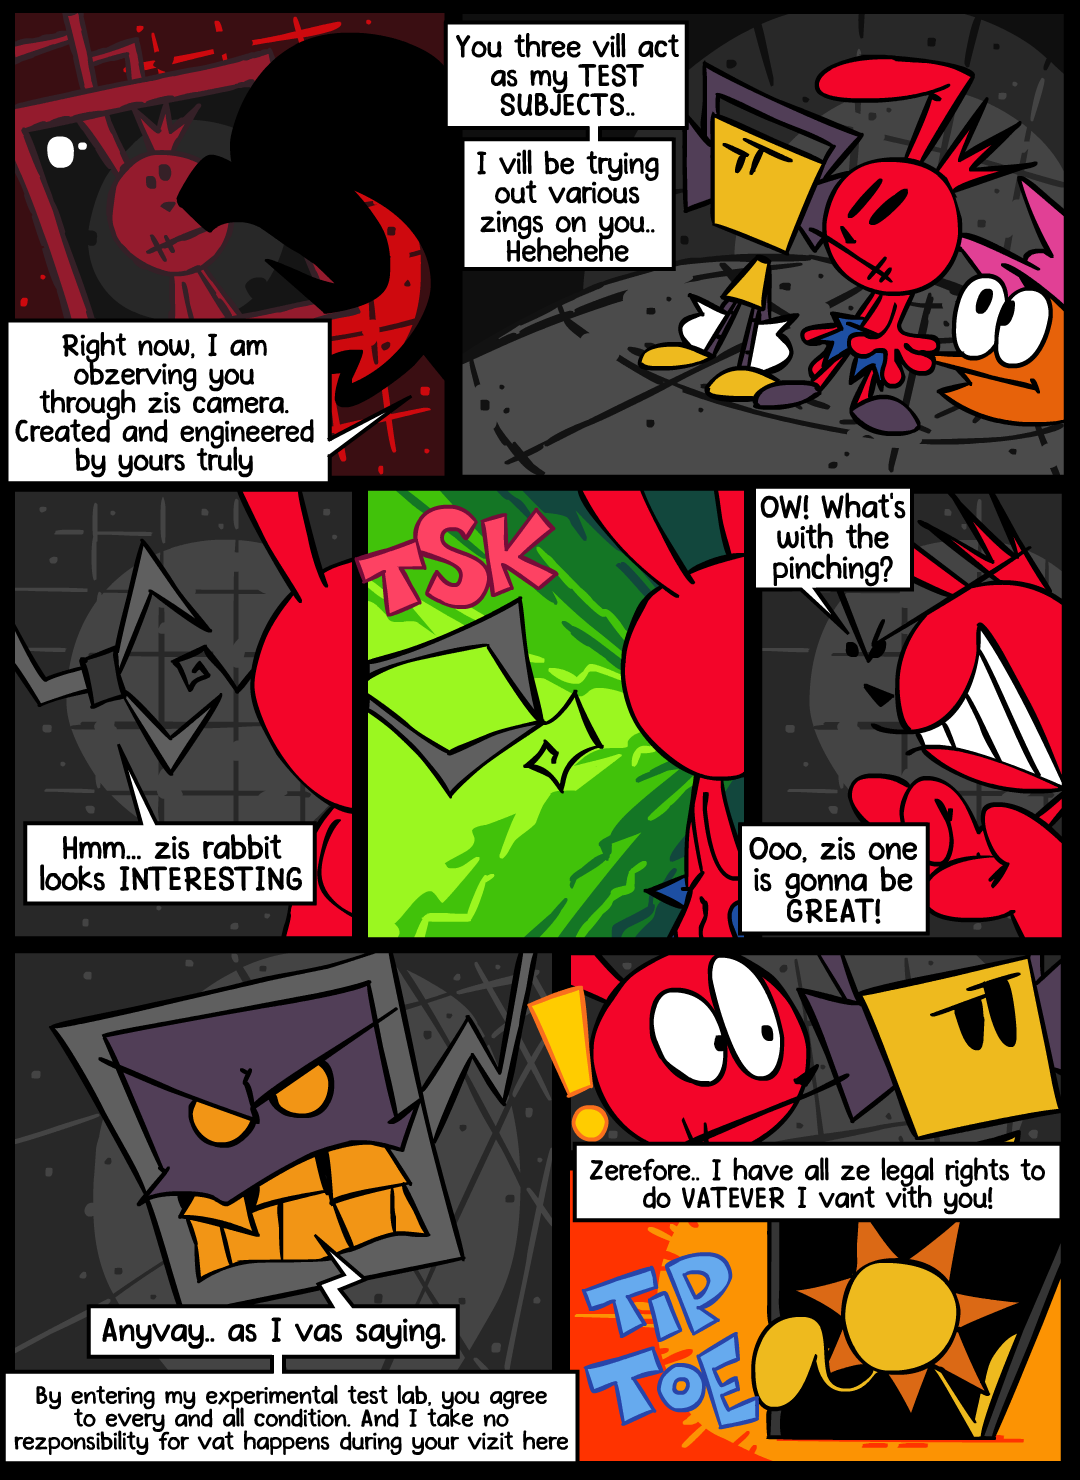 You three vill act
as my TEST
SUBJECTS..
I vill be trying
out various
zings on you..
Hehehehe
Right now, I am
obzerving you
through zis camera.
Created and engineered
by yours truly
TSK
OW! What's
with the
pinching?
Hmm... zis rabbit
looks INTERESTING
Ooo, zis one
is gonna be
GREAT!
Anyvay.. as I vas saying.
By entering my experimental test lab, you agree
to every and all condition. And I take no
rezponsibility for vat happens during your vizit here
!
Zerefore.. I have all ze legal rights to
do VATEVER I vant vith you!
TIP
TOE